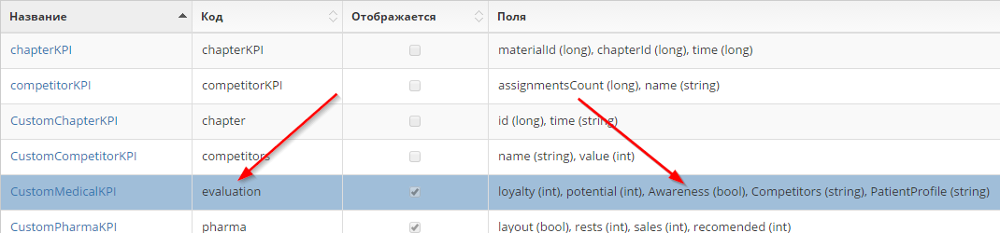 Название Код Отображается Поля
chapterKPI chapterKPI materialId (long), chapterId (long), time (long)
competitorKPI competitorKPI assignmentsCount (long), name (string)
CustomChapterKPI chapter id (long), time (string)
CustomCompetitorKPI competitors name (string), value (int)
CustomMedicalKPI evaluation loyalty (int), potential (int), Awareness (bool), Competitors (string), PatientProfile (string)
CustomPharmaKPI pharma layout (bool), rests (int), sales (int), recomended (int)